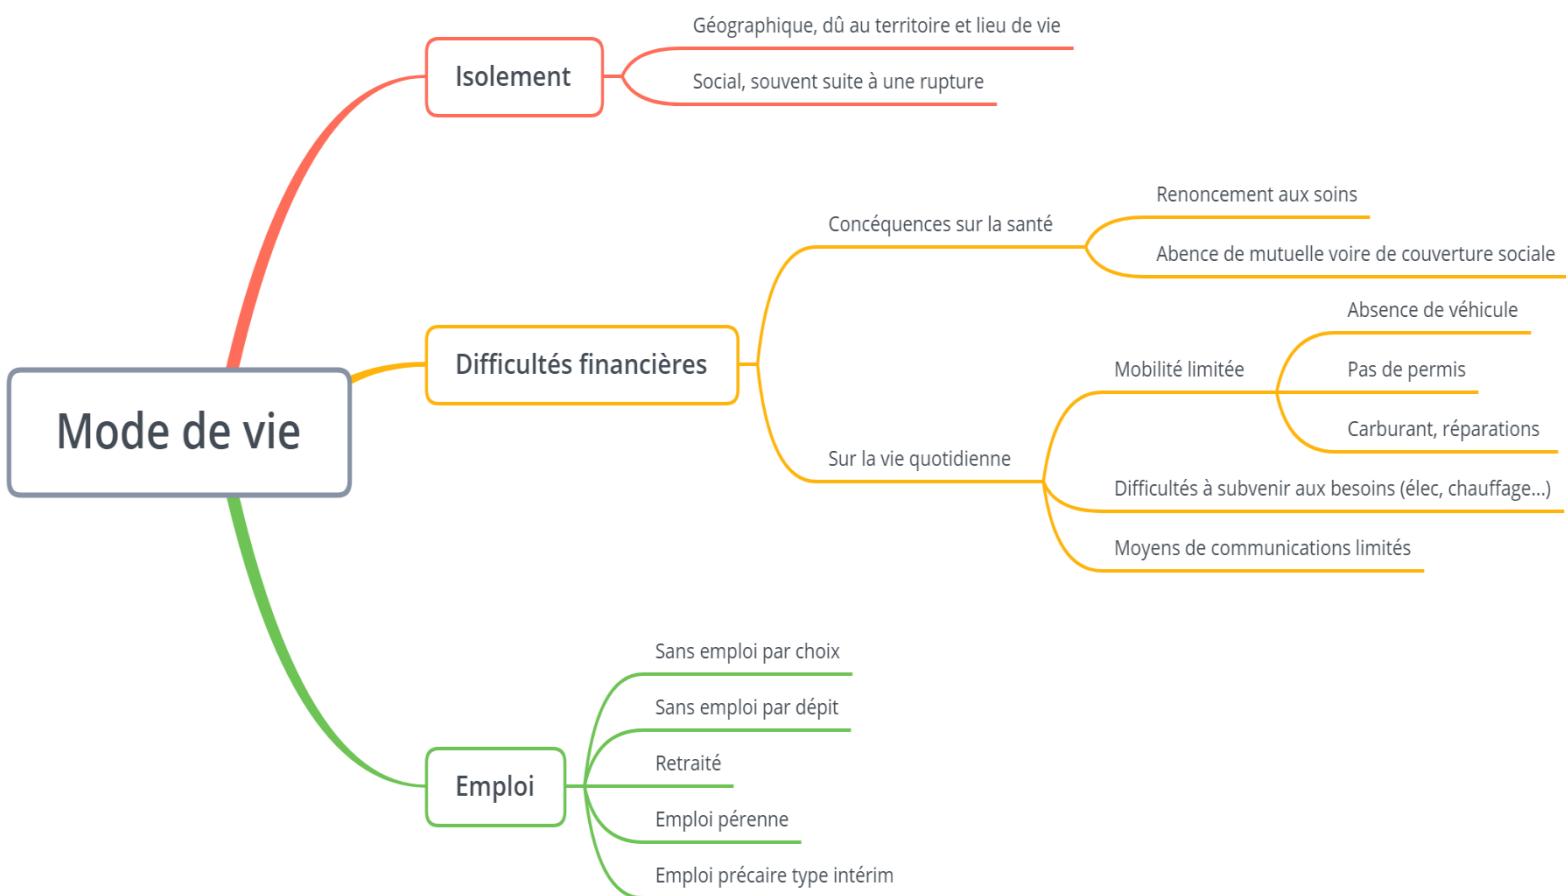 Mode de vie
Isolement
Géographique, dû au territoire et lieu de vie
Social, souvent suite à une rupture
Difficultés financières
Concéquences sur la santé
Renoncement aux soins
Abence de mutuelle voire de couverture sociale
Sur la vie quotidienne
Mobilité limitée
Absence de véhicule
Pas de permis
Carburant, réparations
Difficultés à subvenir aux besoins (élec, chauffage...)
Moyens de communications limités
Emploi
Sans emploi par choix
Sans emploi par dépit
Retraité
Emploi pérenne
Emploi précaire type intérim